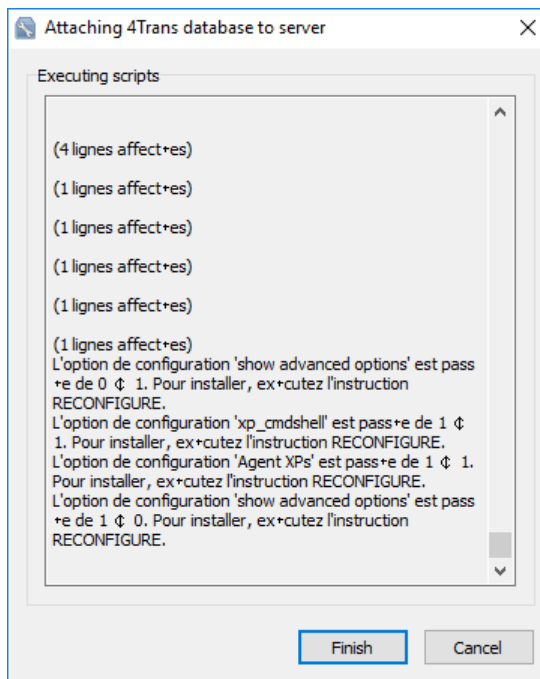 Attaching 4Trans database to server
Executing scripts
(4 lignes affect+es)
(1 lignes affect+es)
(1 lignes affect+es)
(1 lignes affect+es)
(1 lignes affect+es)
(1 lignes affect+es)
L'option de configuration 'show advanced options' est pass
+e de 0 ¢ 1. Pour installer, ex+cutez l'instruction
RECONFIGURE.
L'option de configuration 'xp_cmdshell' est pass+e de 1 ¢
1. Pour installer, ex+cutez l'instruction RECONFIGURE.
L'option de configuration 'Agent XPs' est pass+e de 1 ¢ 1.
Pour installer, ex+cutez l'instruction RECONFIGURE.
L'option de configuration 'show advanced options' est pass
+e de 1 ¢ 0. Pour installer, ex+cutez l'instruction
RECONFIGURE.
Finish
Cancel